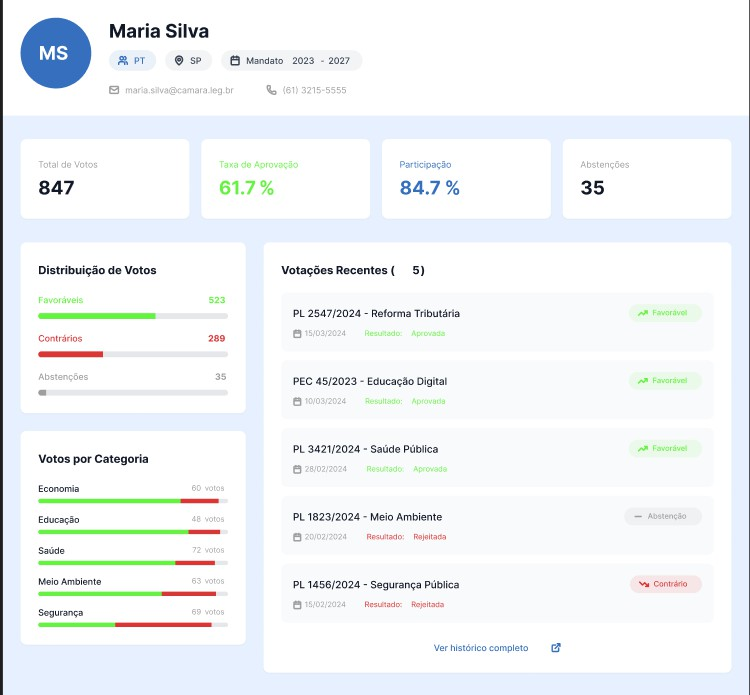 MS
Maria Silva
PT
SP
Mandato 2023 - 2027
maria.silva@camara.leg.br
(61) 3215-5555
Total de Votos
847
Taxa de Aprovação
61.7 %
Participação
84.7 %
Abstenções
35
Distribuição de Votos
Favoráveis 523
Contrários 289
Abstenções 35
Votos por Categoria
Economia 60 votos
Educação 48 votos
Saúde 72 votos
Meio Ambiente 63 votos
Segurança 69 votos
Votações Recentes ( 5)
PL 2547/2024 - Reforma Tributária
Favorável
15/03/2024 Resultado: Aprovada
PEC 45/2023 - Educação Digital
Favorável
10/03/2024 Resultado: Aprovada
PL 3421/2024 - Saúde Pública
Favorável
28/02/2024 Resultado: Aprovada
PL 1823/2024 - Meio Ambiente
Abstenção
20/02/2024 Resultado: Rejeitada
PL 1456/2024 - Segurança Pública
Contrário
15/02/2024 Resultado: Rejeitada
Ver histórico completo